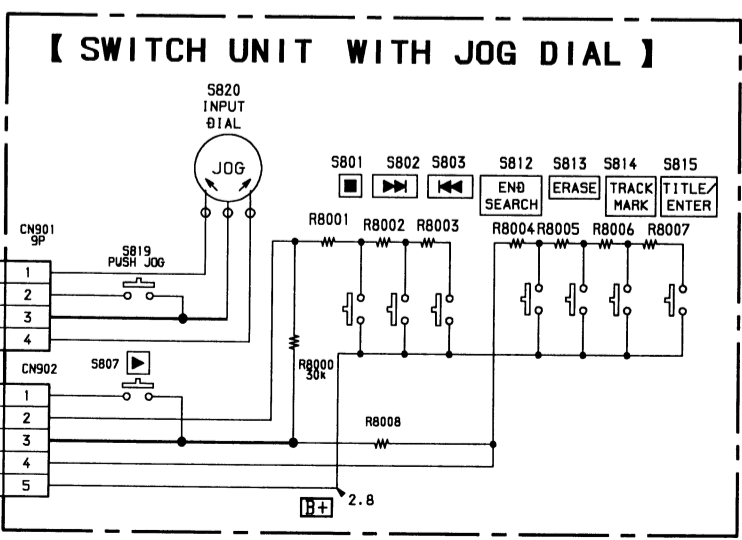 【 SWITCH UNIT WITH JOG DIAL 】
S820
INPUT
DIAL
JOG
S801 S802 S803 S812 S813 S814 S815
END
SEARCH
ERASE
TRACK
MARK
TITLE/
ENTER
R8001 R8002 R8003 R8004 R8005 R8006 R8007
CN901
9P
S819
PUSH JOG
1
2
3
4
CN902
S807
R8000
30k
1
2
3
4
5
R8008
B+ 2.8